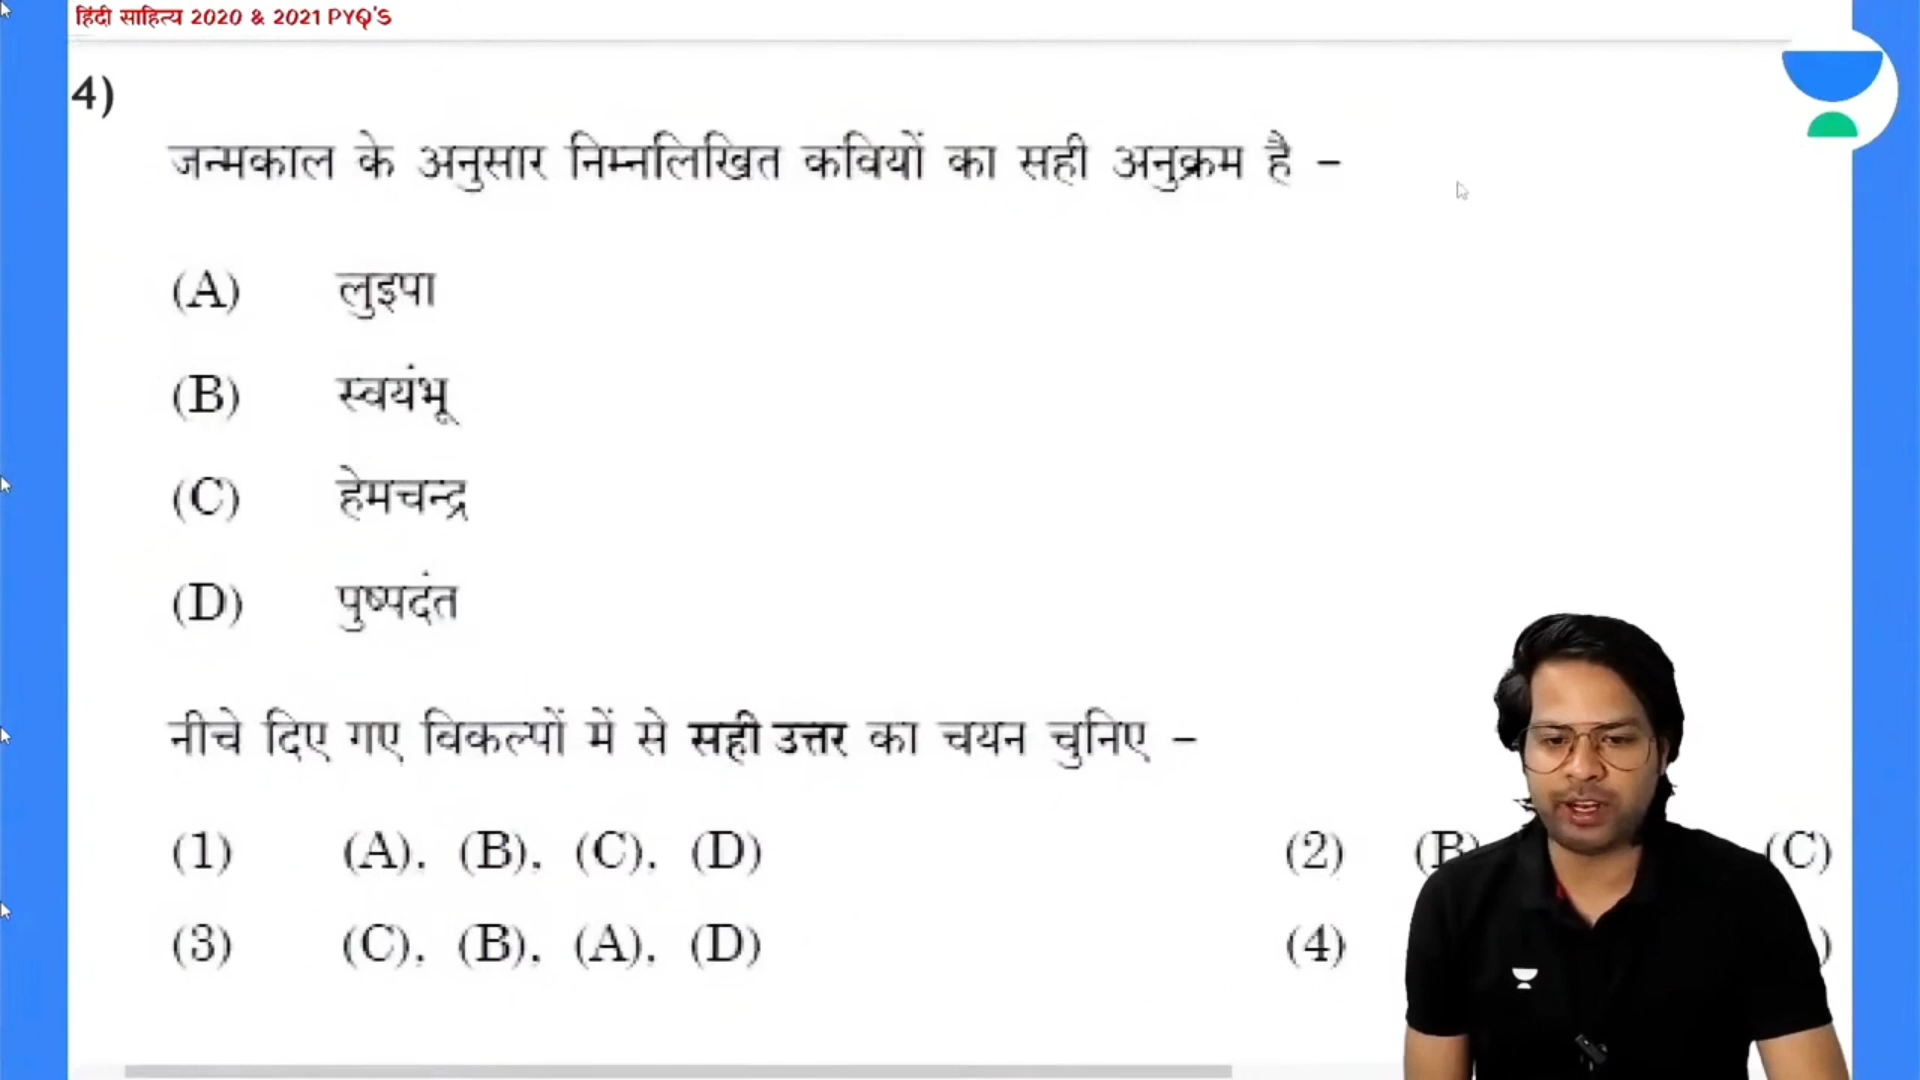 हिंदी साहित्य 2020 & 2021 PYQ'S
4)
जन्मकाल के अनुसार निम्नलिखित कवियों का सही अनुक्रम है –
(A) लुइपा
(B) स्वयंभू
(C) हेमचन्द्र
(D) पुष्पदंत
नीचे दिए गए विकल्पों में से सही उत्तर का चयन चुनिए –
(1) (A), (B), (C), (D) (2) (B) (C)
(3) (C), (B), (A), (D) (4)